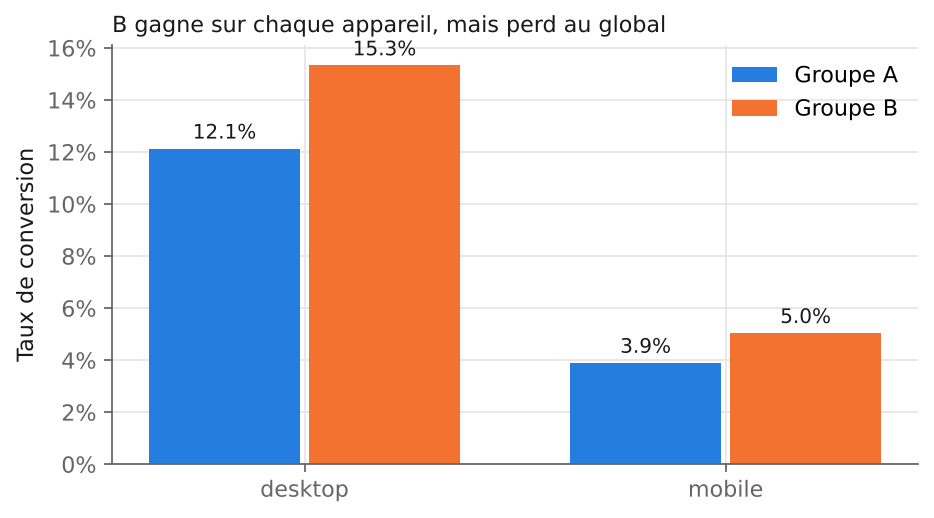 B gagne sur chaque appareil, mais perd au global
Taux de conversion
16%
14%
12%
10%
8%
6%
4%
2%
0%
12.1%
15.3%
3.9%
5.0%
Groupe A
Groupe B
desktop
mobile